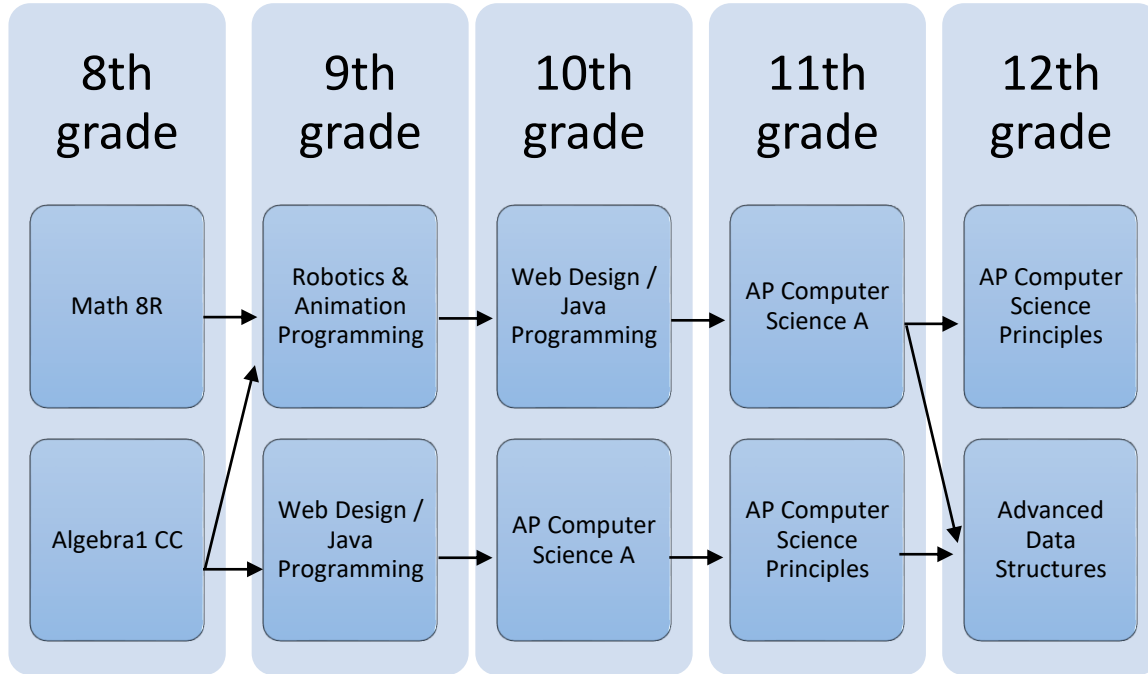 8th
grade
9th
grade
10th
grade
11th
grade
12th
grade
Math 8R
Robotics &
Animation
Programming
Web Design /
Java
Programming
AP Computer
Science A
AP Computer
Science
Principles
Algebra1 CC
Web Design /
Java
Programming
AP Computer
Science A
AP Computer
Science
Principles
Advanced
Data
Structures